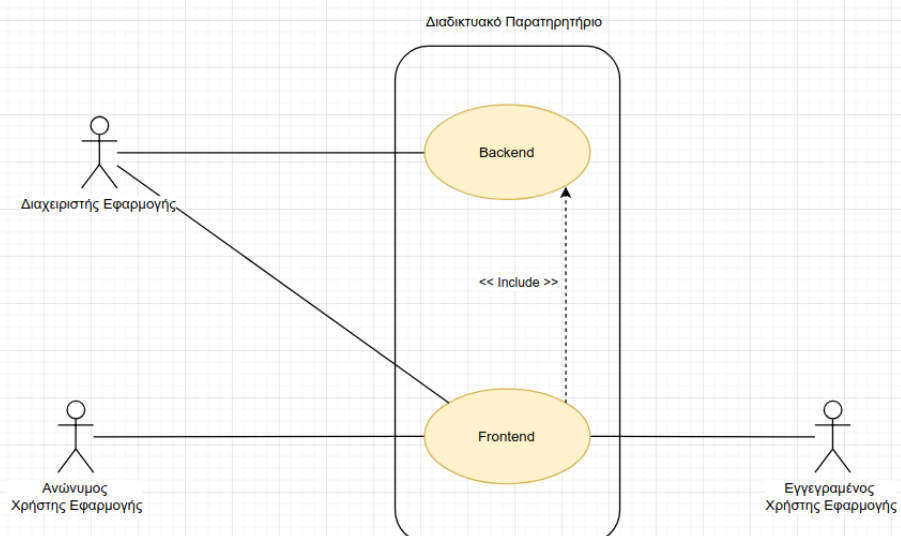 Διαδικτυακό Παρατηρητήριο
Backend
Διαχειριστής Εφαρμογής
<< Include >>
Frontend
Ανώνυμος
Χρήστης Εφαρμογής
Εγγεγραμένος
Χρήστης Εφαρμογής